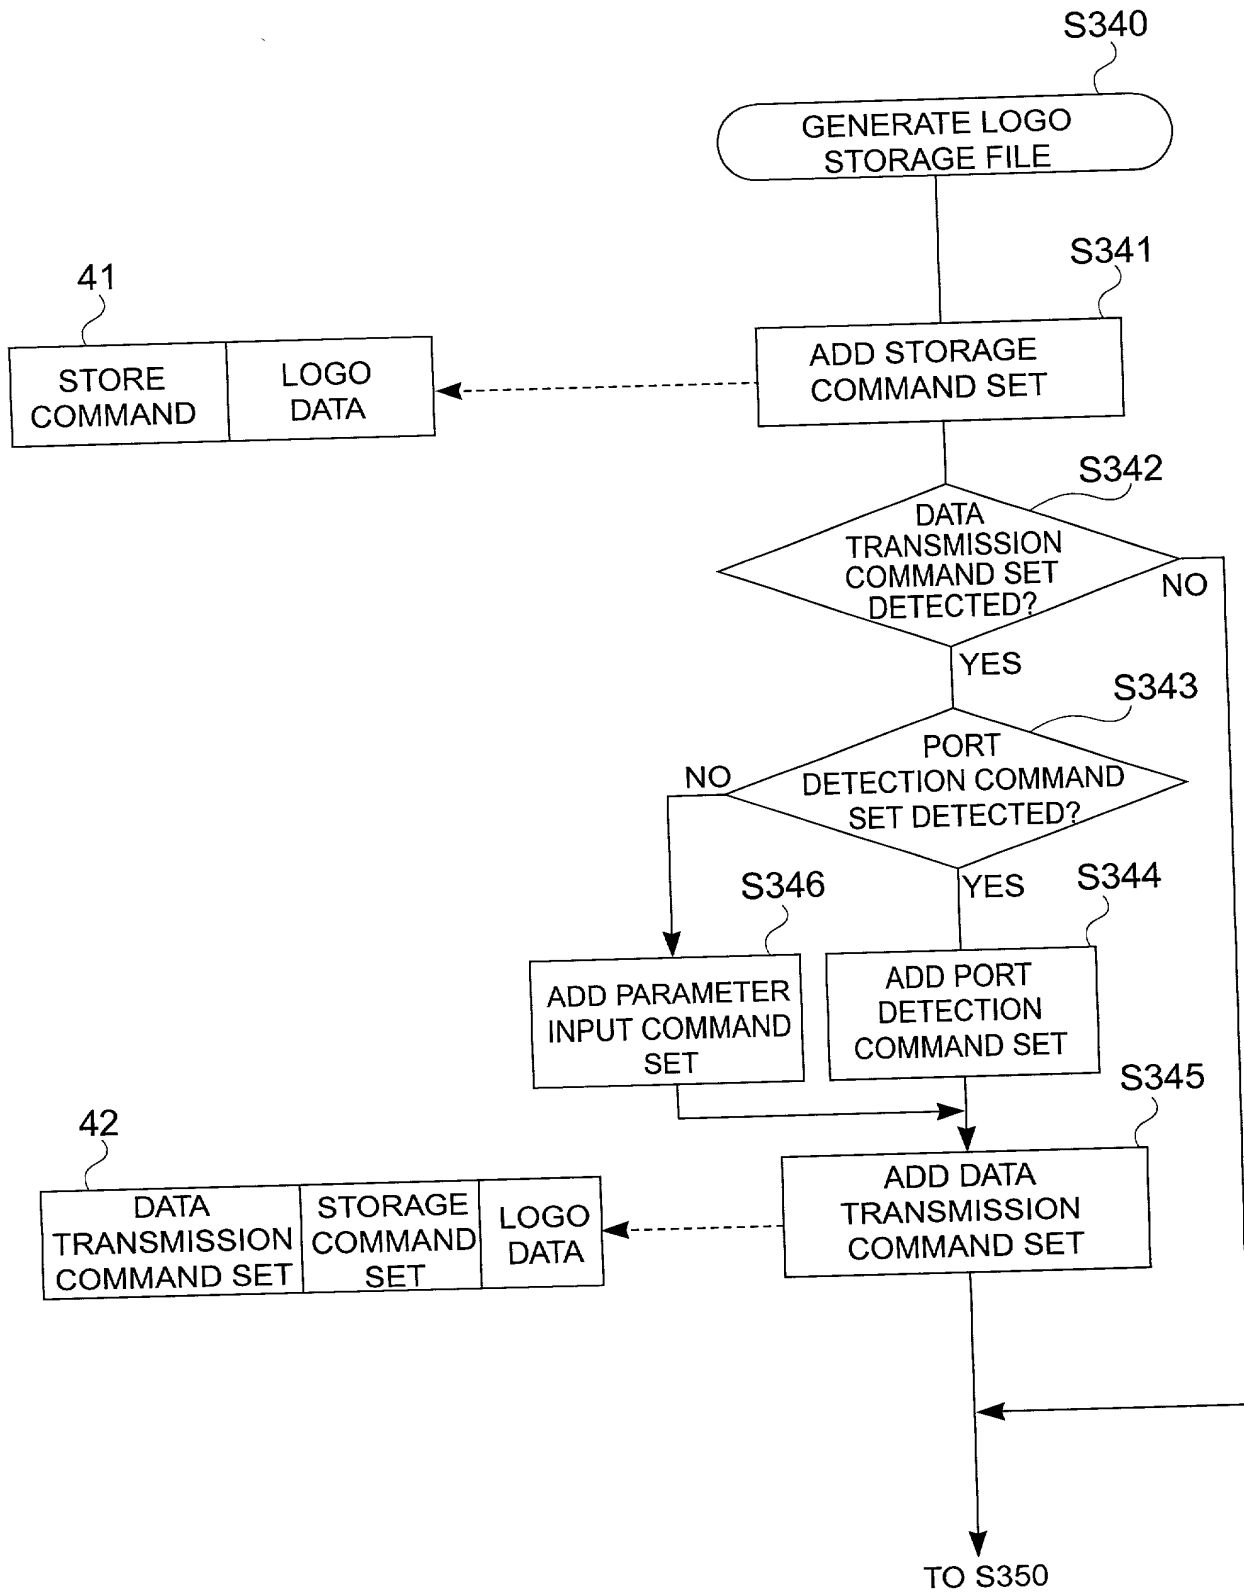 S340
GENERATE LOGO
STORAGE FILE
S341
41
ADD STORAGE
COMMAND SET
STORE
COMMAND
LOGO
DATA
S342
DATA
TRANSMISSION
COMMAND SET
DETECTED?
NO
YES
S343
PORT
DETECTION COMMAND
SET DETECTED?
NO
YES
S346
S344
ADD PARAMETER
INPUT COMMAND
SET
ADD PORT
DETECTION
COMMAND SET
S345
42
ADD DATA
TRANSMISSION
COMMAND SET
DATA
TRANSMISSION
COMMAND SET
STORAGE
COMMAND
SET
LOGO
DATA
TO S350